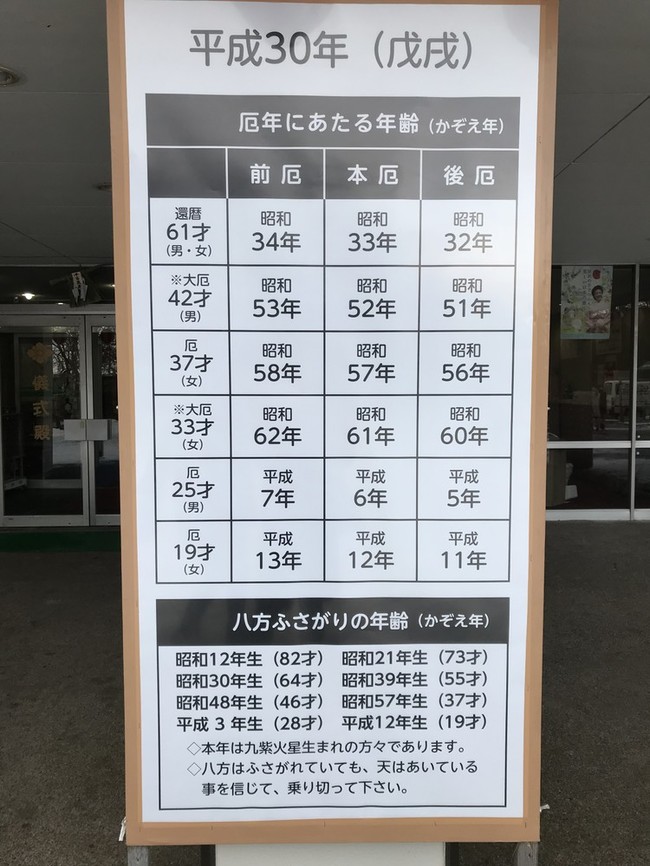 平成30年（戊戌）
厄年にあたる年齢（かぞえ年）
前厄 本厄 後厄
還暦
61才
（男・女）
昭和
34年
昭和
33年
昭和
32年
※大厄
42才
（男）
昭和
53年
昭和
52年
昭和
51年
厄
37才
（女）
昭和
58年
昭和
57年
昭和
56年
※大厄
33才
（女）
昭和
62年
昭和
61年
昭和
60年
厄
25才
（男）
平成
7年
平成
6年
平成
5年
厄
19才
（女）
平成
13年
平成
12年
平成
11年
八方ふさがりの年齢（かぞえ年）
昭和12年生（82才） 昭和21年生（73才）
昭和30年生（64才） 昭和39年生（55才）
昭和48年生（46才） 昭和57年生（37才）
平成 3 年生（28才） 平成12年生（19才）
◇本年は九紫火星生まれの方々であります。
◇八方はふさがれていても、天はあいている
事を信じて、乗り切って下さい。
儀式殿